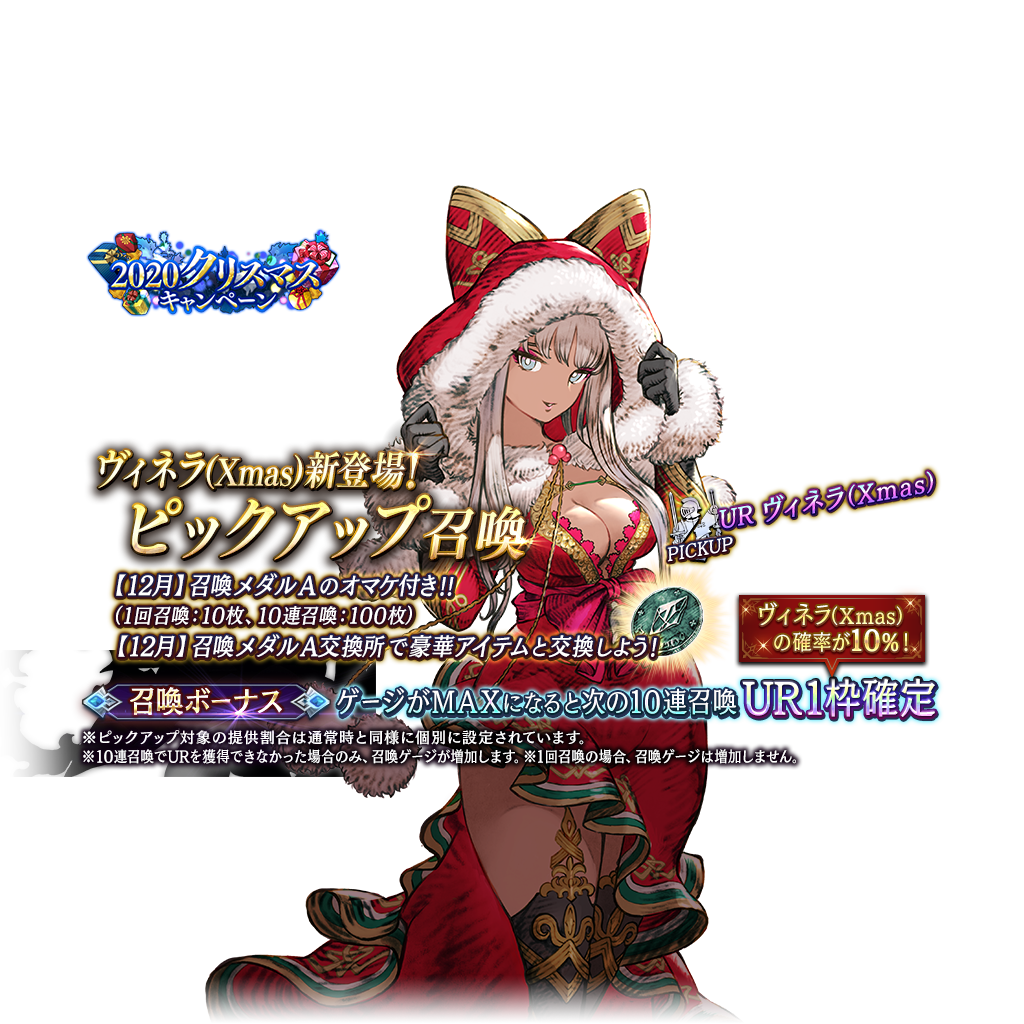 2020クリスマス
キャンペーン
ヴィネラ(Xmas)新登場!
ピックアップ召喚
UR ヴィネラ(Xmas)
PICKUP
【12月】召喚メダルAのオマケ付き!!
(1回召喚:10枚、10連召喚:100枚)
【12月】召喚メダルA交換所で豪華アイテムと交換しよう!
ヴィネラ(Xmas)
の確率が10%!
召喚ボーナス ゲージがMAXになると次の10連召喚 UR1枠確定
※ピックアップ対象の提供割合は通常時と同様に個別に設定されています。
※10連召喚でURを獲得できなかった場合のみ、召喚ゲージが増加します。※1回召喚の場合、召喚ゲージは増加しません。